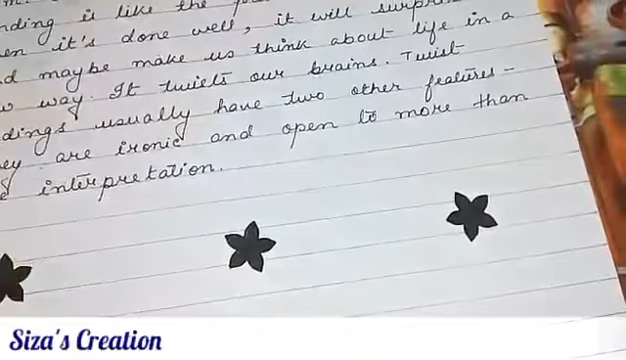 nding is like the
en it's done well, it will surpr
d maybe make us think about life in a
w way. It twists our brains. Twist
dings usually have two other features -
ey are ironic and open to more than
e interpretation.
Siza's Creation